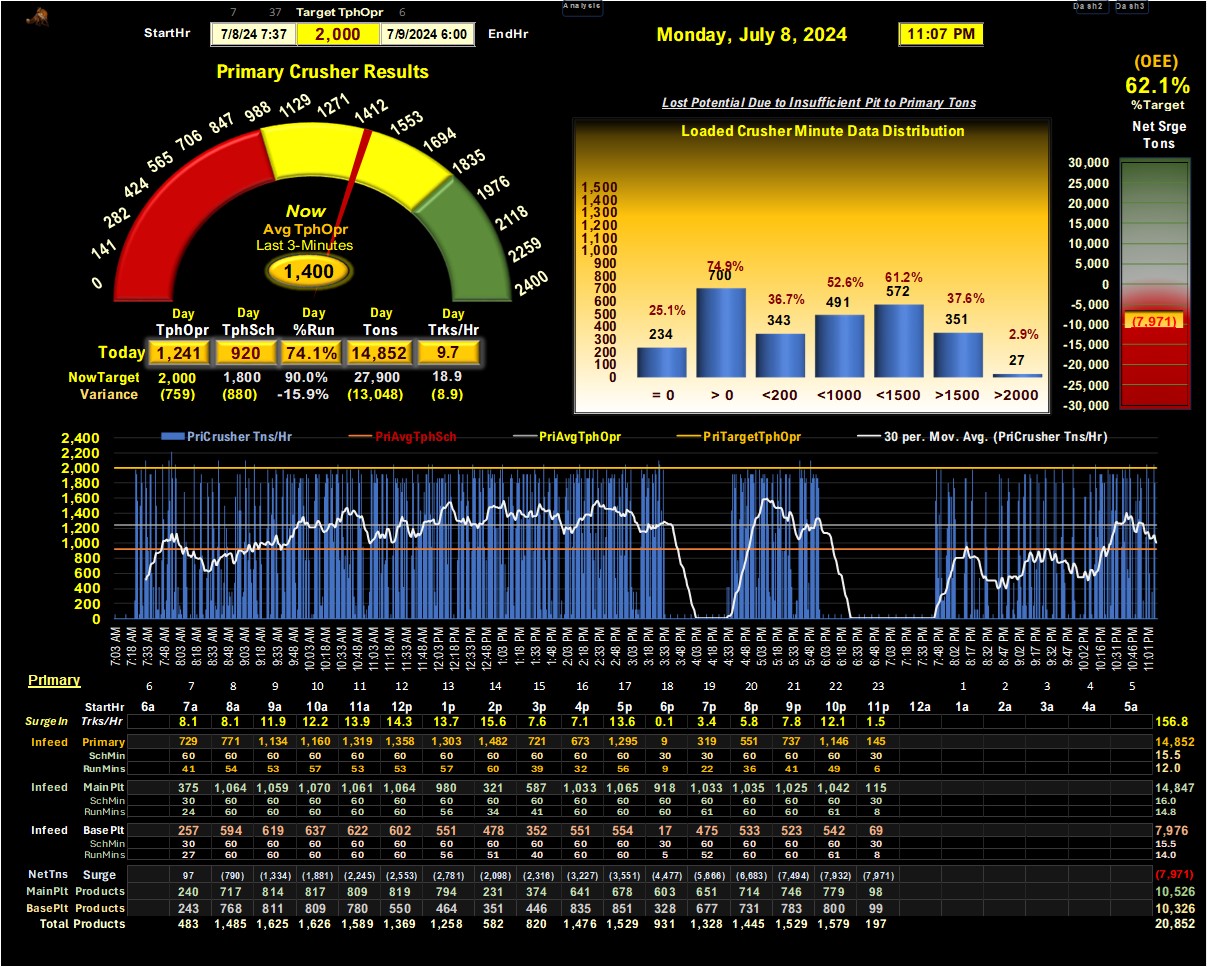 7 37 Target TphOpr 6
Analysis
Dash2 Dash3
StartHr 7/8/24 7:37 2,000 7/9/2024 6:00 EndHr
Monday, July 8, 2024
11:07 PM
Primary Crusher Results
(OEE)
62.1%
%Target
Net Srge
Tons
0 141 282 424 565 706 847 988 1129 1271 1412 1553 1694 1835 1976 2118 2259 2400
Now
Avg TphOpr
Last 3-Minutes
1,400
Lost Potential Due to Insufficient Pit to Primary Tons
Loaded Crusher Minute Data Distribution
1,500
1,400
1,300
1,200
1,100
1,000
900
800
700
600
500
400
300
200
100
0
25.1% 74.9% 36.7% 52.6% 61.2% 37.6% 2.9%
234 700 343 491 572 351 27
= 0 > 0 <200 <1000 <1500 >1500 >2000
30,000
25,000
20,000
15,000
10,000
5,000
0
-5,000
-10,000
-15,000
-20,000
-25,000
-30,000
(7,971)
Day Day Day Day Day
TphOpr TphSch %Run Tons Trks/Hr
Today 1,241 920 74.1% 14,852 9.7
NowTarget 2,000 1,800 90.0% 27,900 18.9
Variance (759) (880) -15.9% (13,048) (8.9)
PriCrusher Tns/Hr PriAvgTphSch PriAvgTphOpr PriTargetTphOpr 30 per. Mov. Avg. (PriCrusher Tns/Hr)
2,400
2,200
2,000
1,800
1,600
1,400
1,200
1,000
800
600
400
200
0
7:03 AM 7:18 AM 7:33 AM 7:48 AM 8:03 AM 8:18 AM 8:33 AM 8:48 AM 9:03 AM 9:18 AM 9:33 AM 9:48 AM 10:03 AM 10:18 AM 10:33 AM 10:48 AM 11:03 AM 11:18 AM 11:33 AM 11:48 AM 12:03 PM 12:18 PM 12:33 PM 12:48 PM 1:03 PM 1:18 PM 1:33 PM 1:48 PM 2:03 PM 2:18 PM 2:33 PM 2:48 PM 3:03 PM 3:18 PM 3:33 PM 3:48 PM 4:03 PM 4:18 PM 4:33 PM 4:48 PM 5:03 PM 5:18 PM 5:33 PM 5:48 PM 6:03 PM 6:18 PM 6:33 PM 6:48 PM 7:03 PM 7:18 PM 7:33 PM 7:48 PM 8:02 PM 8:17 PM 8:32 PM 8:47 PM 9:02 PM 9:17 PM 9:32 PM 9:47 PM 10:02 PM 10:16 PM 10:31 PM 10:46 PM 11:01 PM
Primary
6 7 8 9 10 11 12 13 14 15 16 17 18 19 20 21 22 23 1 2 3 4 5
StartHr 6a 7a 8a 9a 10a 11a 12p 1p 2p 3p 4p 5p 6p 7p 8p 9p 10p 11p 12a 1a 2a 3a 4a 5a
SurgeIn Trks/Hr 8.1 8.1 11.9 12.2 13.9 14.3 13.7 15.6 7.6 7.1 13.6 0.1 3.4 5.8 7.8 12.1 1.5 156.8
Infeed Primary 729 771 1,134 1,160 1,319 1,358 1,303 1,482 721 673 1,295 9 319 551 737 1,146 145 14,852
SchMin 60 60 60 60 60 60 60 60 60 60 60 30 30 60 60 60 30 15.5
RunMins 41 54 53 57 53 53 57 60 39 32 56 9 22 36 41 49 6 12.0
Infeed MainPlt 375 1,064 1,059 1,070 1,061 1,064 980 321 587 1,033 1,065 918 1,033 1,035 1,025 1,042 115 14,847
SchMin 30 60 60 60 60 60 60 60 60 60 60 60 60 60 60 60 30 16.0
RunMins 24 60 60 60 60 60 56 34 41 60 60 60 60 60 60 61 8 14.8
Infeed BasePlt 257 594 619 637 622 602 551 478 352 551 554 17 475 533 523 542 69 7,976
SchMin 30 60 60 60 60 60 60 60 60 60 60 30 60 60 60 60 30 15.5
RunMins 27 60 60 60 60 60 56 51 40 60 60 5 52 60 60 61 8 14.0
NetTns Surge 97 (790) (1,334) (1,881) (2,245) (2,553) (2,781) (2,098) (2,316) (3,227) (3,551) (4,477) (5,666) (6,683) (7,494) (7,932) (7,971) (7,971)
MainPlt Products 240 717 814 817 809 819 794 231 374 641 678 603 651 714 746 779 98 10,526
BasePlt Products 243 768 811 809 780 550 464 351 446 835 851 328 677 731 783 800 99 10,326
Total Products 483 1,485 1,625 1,626 1,589 1,369 1,258 582 820 1,476 1,529 931 1,328 1,445 1,529 1,579 197 20,852